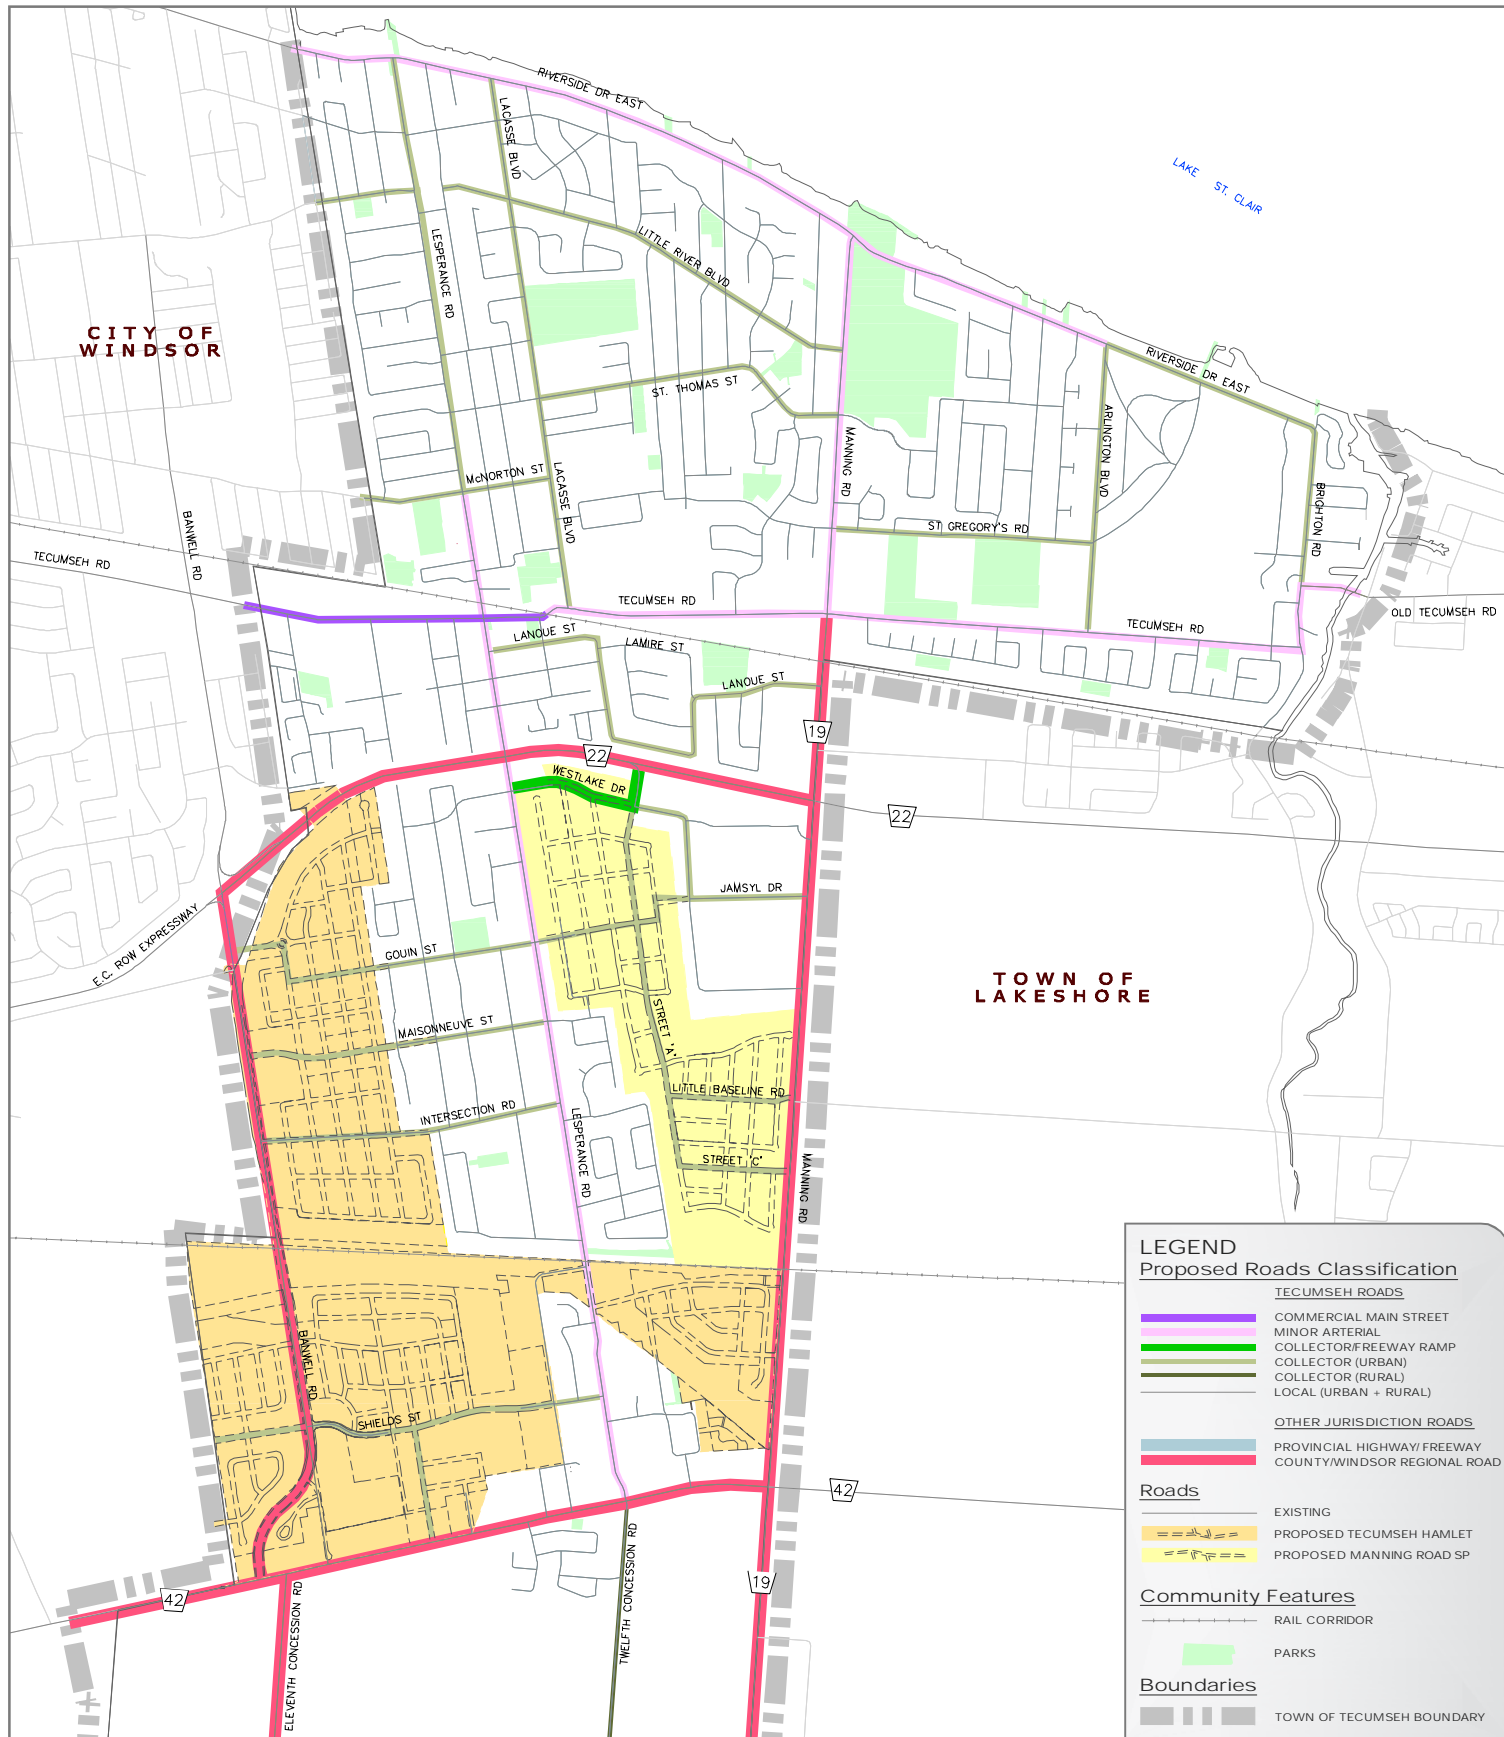 RIVERSIDE DR EAST
LACASSE BLVD
LAKE ST. CLAIR
LESPERANCE RD
LITTLE RIVER BLVD
CITY OF
WINDSOR
RIVERSIDE DR EAST
ST. THOMAS ST
ARLINGTON BLVD
MANNING RD
McNORTON ST
LACASSE BLVD
BRIGHTON RD
BANWELL RD
ST GREGORY'S RD
TECUMSEH RD
TECUMSEH RD
OLD TECUMSEH RD
TECUMSEH RD
LANOUE ST
LAMIRE ST
LANOUE ST
19
22
WESTLAKE DR
22
JAMSYL DR
E.C. ROW EXPRESSWAY
GOUIN ST
TOWN OF
LAKESHORE
STREET 'A'
MAISONNEUVE ST
LITTLE BASELINE RD
INTERSECTION RD
LESPERANCE RD
STREET 'C'
MANNING RD
BANWELL RD
SHIELDS ST
42
42
19
ELEVENTH CONCESSION RD
TWELFTH CONCESSION RD
LEGEND
Proposed Roads Classification
TECUMSEH ROADS
COMMERCIAL MAIN STREET
MINOR ARTERIAL
COLLECTOR/FREEWAY RAMP
COLLECTOR (URBAN)
COLLECTOR (RURAL)
LOCAL (URBAN + RURAL)
OTHER JURISDICTION ROADS
PROVINCIAL HIGHWAY/ FREEWAY
COUNTY/WINDSOR REGIONAL ROAD
Roads
EXISTING
PROPOSED TECUMSEH HAMLET
PROPOSED MANNING ROAD SP
Community Features
RAIL CORRIDOR
PARKS
Boundaries
TOWN OF TECUMSEH BOUNDARY